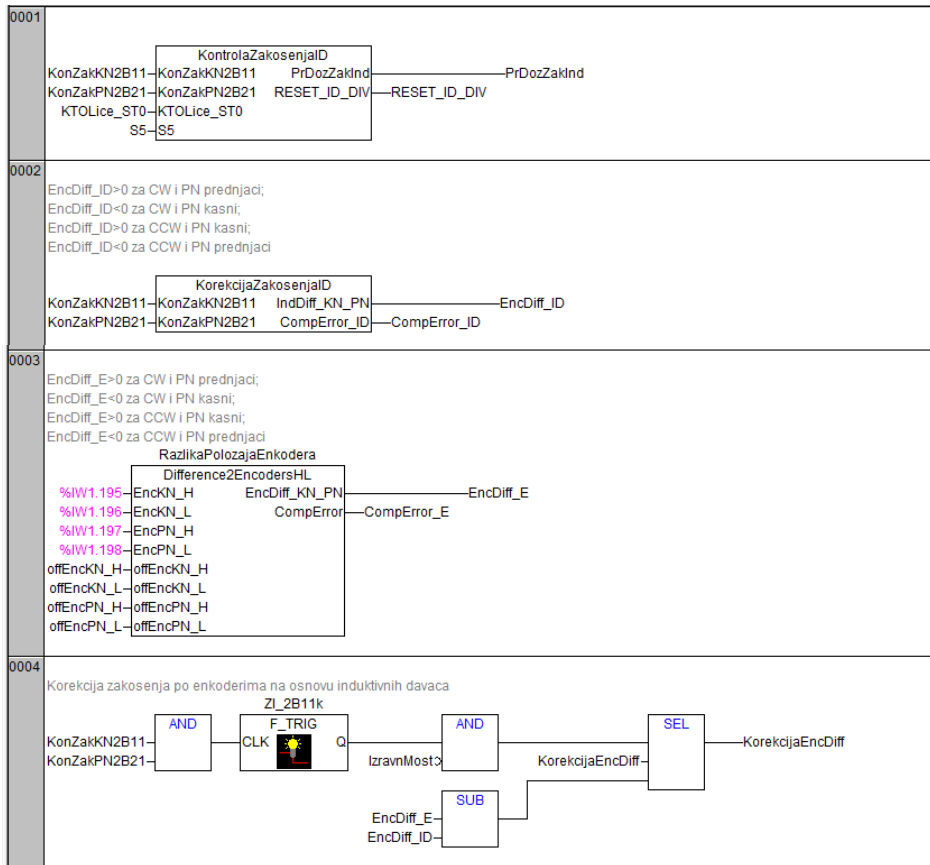 0001
KontrolaZakosenjaID
KonZakKN2B11 KonZakKN2B11 PrDozZakInd PrDozZakInd
KonZakPN2B21 KonZakPN2B21 RESET_ID_DIV RESET_ID_DIV
KTOLice_ST0 KTOLice_ST0
S5 S5
0002
EncDiff_ID>0 za CW i PN prednjaci;
EncDiff_ID<0 za CW i PN kasni;
EncDiff_ID>0 za CCW i PN kasni;
EncDiff_ID<0 za CCW i PN prednjaci
KorekcijaZakosenjaID
KonZakKN2B11 KonZakKN2B11 IndDiff_KN_PN EncDiff_ID
KonZakPN2B21 KonZakPN2B21 CompError_ID CompError_ID
0003
EncDiff_E>0 za CW i PN prednjaci;
EncDiff_E<0 za CW i PN kasni;
EncDiff_E>0 za CCW i PN kasni;
EncDiff_E<0 za CCW i PN prednjaci
RazlikaPolozajaEnkodera
Difference2EncodersHL
%IW1.195 EncKN_H EncDiff_KN_PN EncDiff_E
%IW1.196 EncKN_L CompError CompError_E
%IW1.197 EncPN_H
%IW1.198 EncPN_L
offEncKN_H offEncKN_H
offEncKN_L offEncKN_L
offEncPN_H offEncPN_H
offEncPN_L offEncPN_L
0004
Korekcija zakosenja po enkoderima na osnovu induktivnih davaca
ZI_2B11k
AND F_TRIG AND SEL
KonZakKN2B11 CLK Q KorekcijaEncDiff
KonZakPN2B21 IzravnMost KorekcijaEncDiff
SUB
EncDiff_E
EncDiff_ID